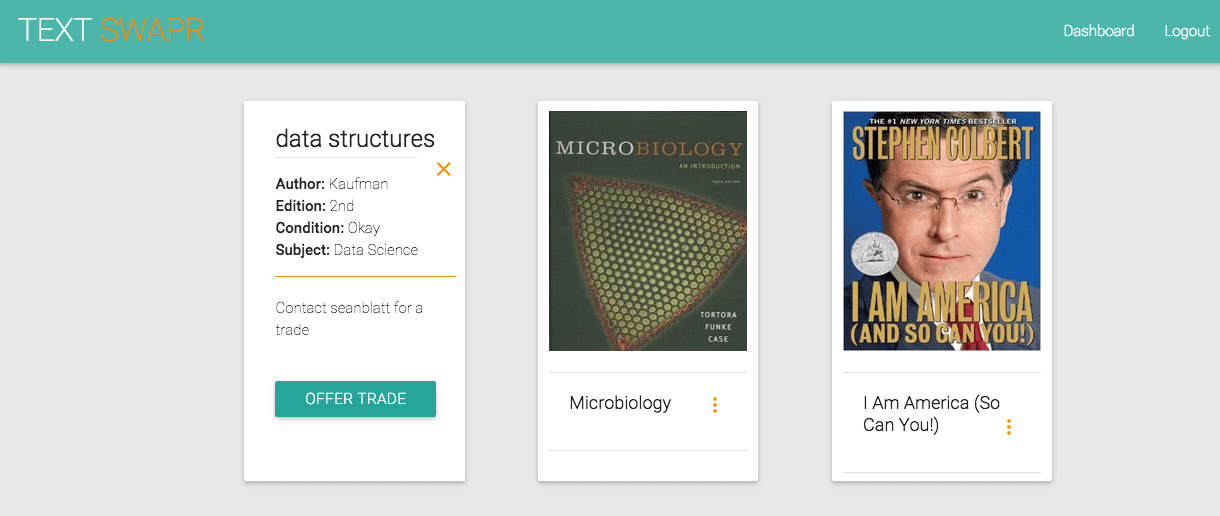 TEXT SWAPR
Dashboard
Logout
data structures
Author: Kaufman
Edition: 2nd
Condition: Okay
Subject: Data Science
Contact seanblatt for a
trade
OFFER TRADE
MICROBIOLOGY
AN INTRODUCTION
TORTORA
FUNKE
CASE
Microbiology
THE #1 NEW YORK TIMES BESTSELLER
STEPHEN COLBERT
I AM AMERICA
(AND SO CAN YOU!)
I Am America (So
Can You!)